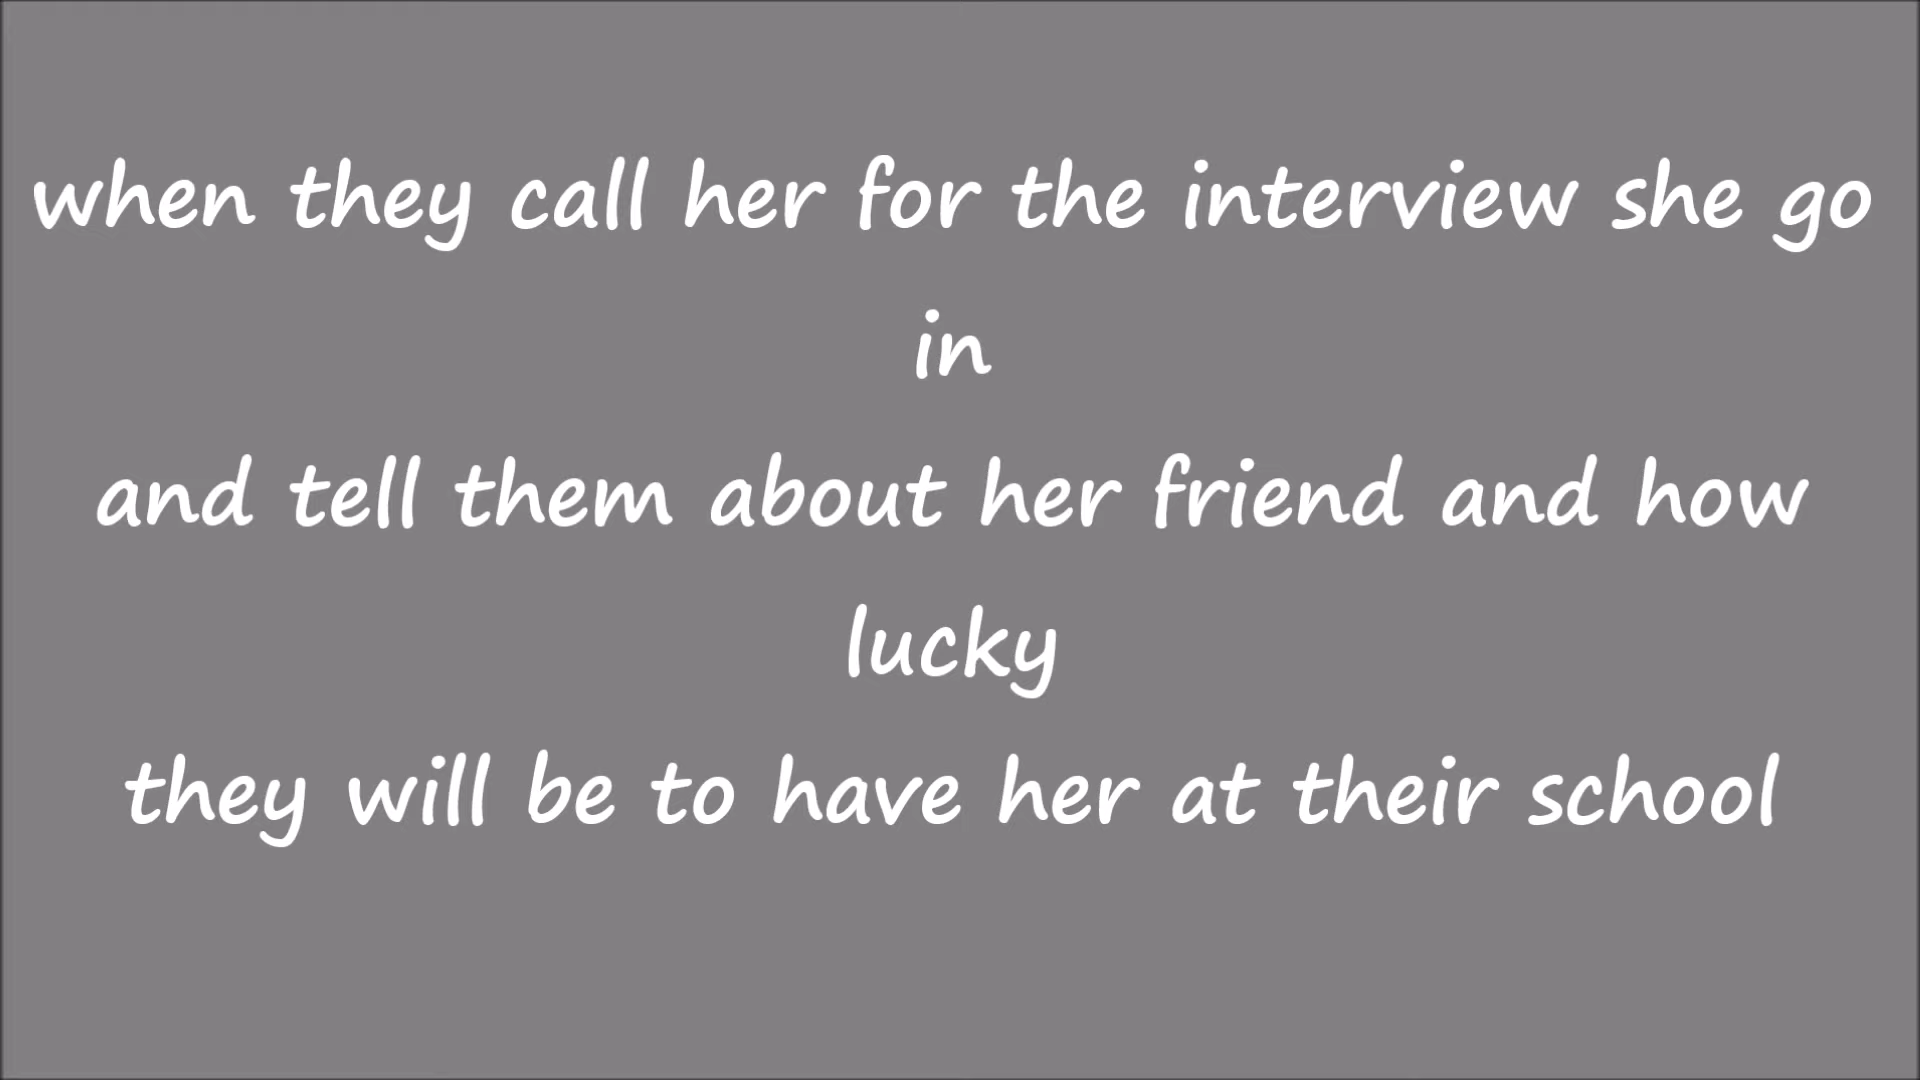 when they call her for the interview she go
in
and tell them about her friend and how
lucky
they will be to have her at their school